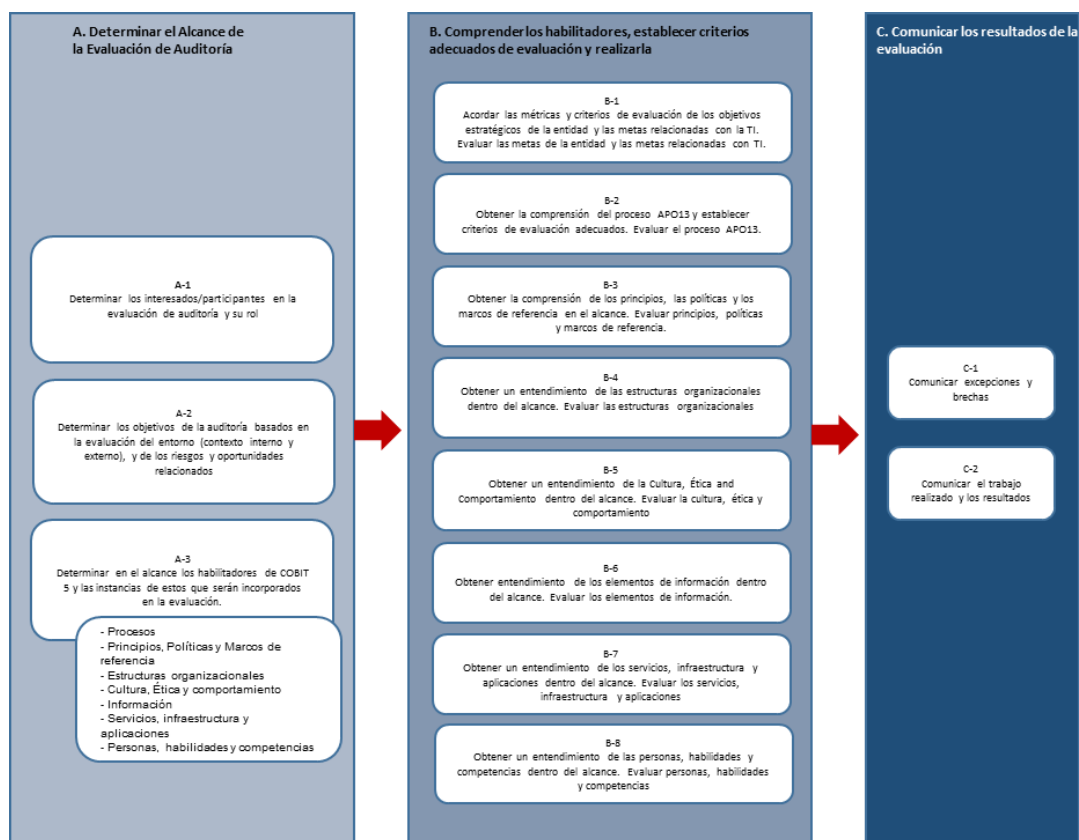 A. Determinar el Alcance de
la Evaluación de Auditoría
A-1
Determinar los interesados/participantes en la
evaluación de auditoría y su rol
A-2
Determinar los objetivos de la auditoría basados en
la evaluación del entorno (contexto interno y
externo), y de los riesgos y oportunidades
relacionados
A-3
Determinar en el alcance los habilitadores de COBIT
5 y las instancias de estos que serán incorporados
en la evaluación.
- Procesos
- Principios, Políticas y Marcos de
referencia
- Estructuras organizacionales
- Cultura, Ética y comportamiento
- Información
- Servicios, infraestructura y
aplicaciones
- Personas, habilidades y competencias
B. Comprender los habilitadores, establecer criterios
adecuados de evaluación y realizarla
B-1
Acordar las métricas y criterios de evaluación de los objetivos
estratégicos de la entidad y las metas relacionadas con la TI.
Evaluar las metas de la entidad y las metas relacionadas con TI.
B-2
Obtener la comprensión del proceso APO13 y establecer
criterios de evaluación adecuados. Evaluar el proceso APO13.
B-3
Obtener la comprensión de los principios, las políticas y los
marcos de referencia en el alcance. Evaluar principios, políticas
y marcos de referencia.
B-4
Obtener un entendimiento de las estructuras organizacionales
dentro del alcance. Evaluar las estructuras organizacionales
B-5
Obtener un entendimiento de la Cultura, Ética and
Comportamiento dentro del alcance. Evaluar la cultura, ética y
comportamiento
B-6
Obtener entendimiento de los elementos de información dentro
del alcance. Evaluar los elementos de información.
B-7
Obtener un entendimiento de los servicios, infraestructura y
aplicaciones dentro del alcance. Evaluar los servicios,
infraestructura y aplicaciones
B-8
Obtener un entendimiento de las personas, habilidades y
competencias dentro del alcance. Evaluar personas, habilidades
y competencias
C. Comunicar los resultados de la
evaluación
C-1
Comunicar excepciones y
brechas
C-2
Comunicar el trabajo
realizado y los resultados